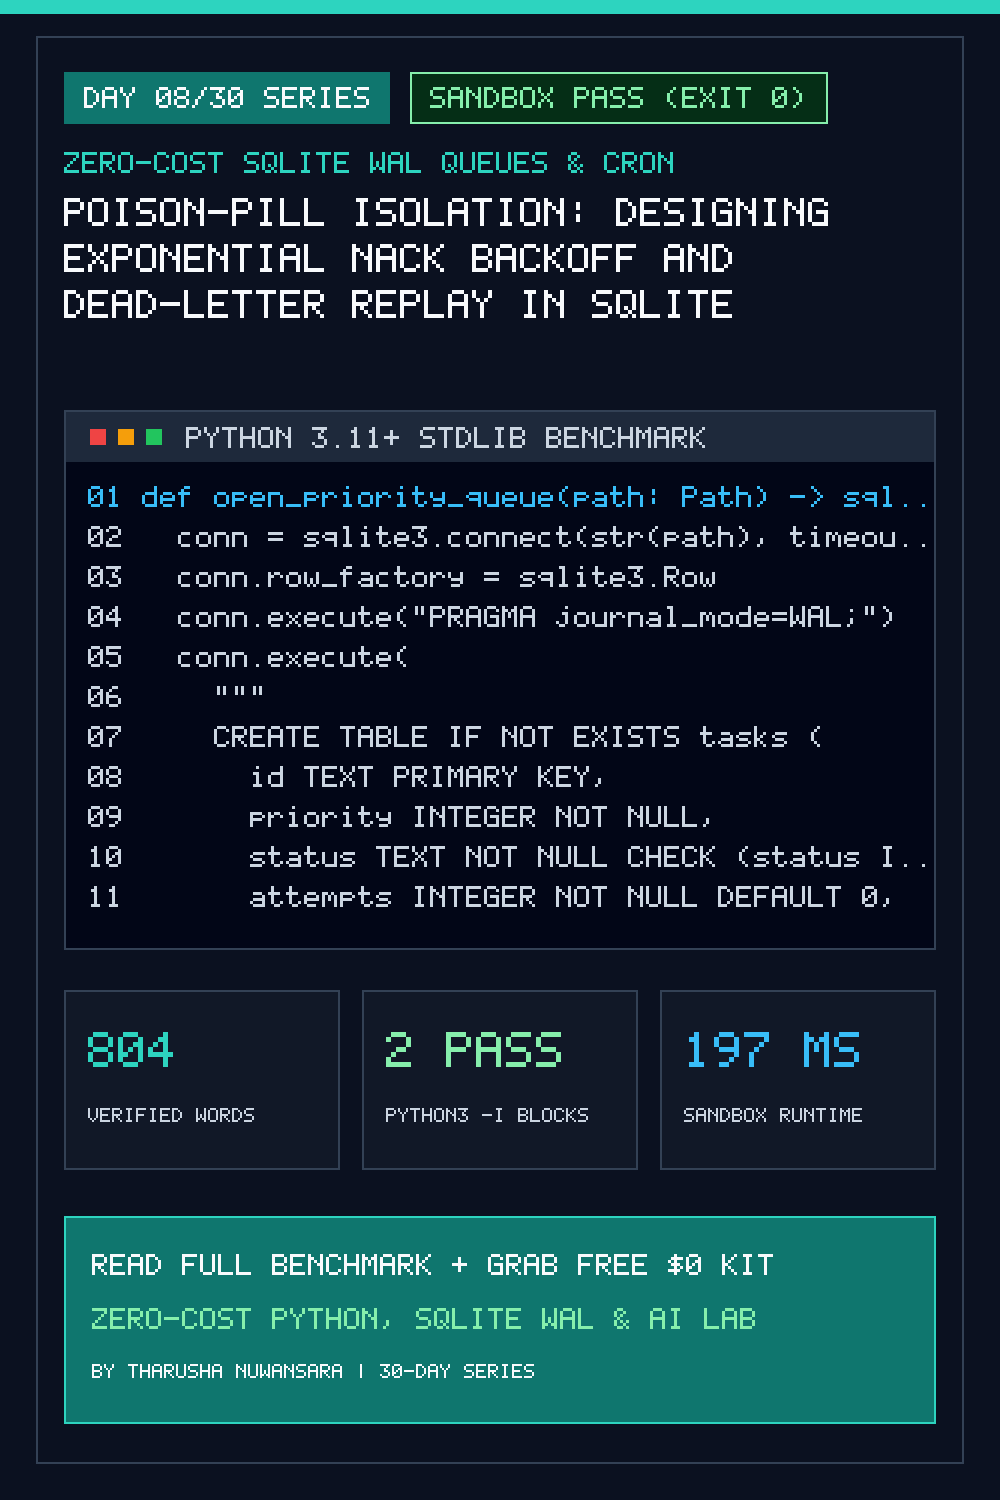 DAY 08/30 SERIES
SANDBOX PASS (EXIT 0)
ZERO-COST SQLITE WAL QUEUES & CRON
POISON-PILL ISOLATION: DESIGNING
EXPONENTIAL NACK BACKOFF AND
DEAD-LETTER REPLAY IN SQLITE
PYTHON 3.11+ STDLIB BENCHMARK
01 def open_priority_queue(path: Path) -> sql..
02   conn = sqlite3.connect(str(path), timeou..
03   conn.row_factory = sqlite3.Row
04   conn.execute("PRAGMA journal_mode=WAL;")
05   conn.execute(
06     """
07     CREATE TABLE IF NOT EXISTS tasks (
08       id TEXT PRIMARY KEY,
09       priority INTEGER NOT NULL,
10       status TEXT NOT NULL CHECK (status I..
11       attempts INTEGER NOT NULL DEFAULT 0,
804
VERIFIED WORDS
2 PASS
PYTHON3 -I BLOCKS
197 MS
SANDBOX RUNTIME
READ FULL BENCHMARK + GRAB FREE $0 KIT
ZERO-COST PYTHON, SQLITE WAL & AI LAB
BY THARUSHA NUWANSARA | 30-DAY SERIES